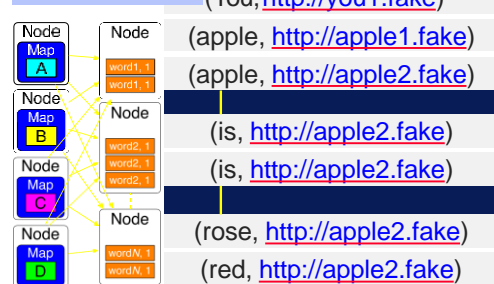 Node
Map
A
Node
Map
B
Node
Map
C
Node
Map
D
Node
word1, 1
word1, 1
Node
word2, 1
word2, 1
word2, 1
Node
wordN, 1
wordN, 1
http://you1.fake)
(apple, http://apple1.fake)
(apple, http://apple2.fake)
(is, http://apple2.fake)
(is, http://apple2.fake)
(rose, http://apple2.fake)
(red, http://apple2.fake)